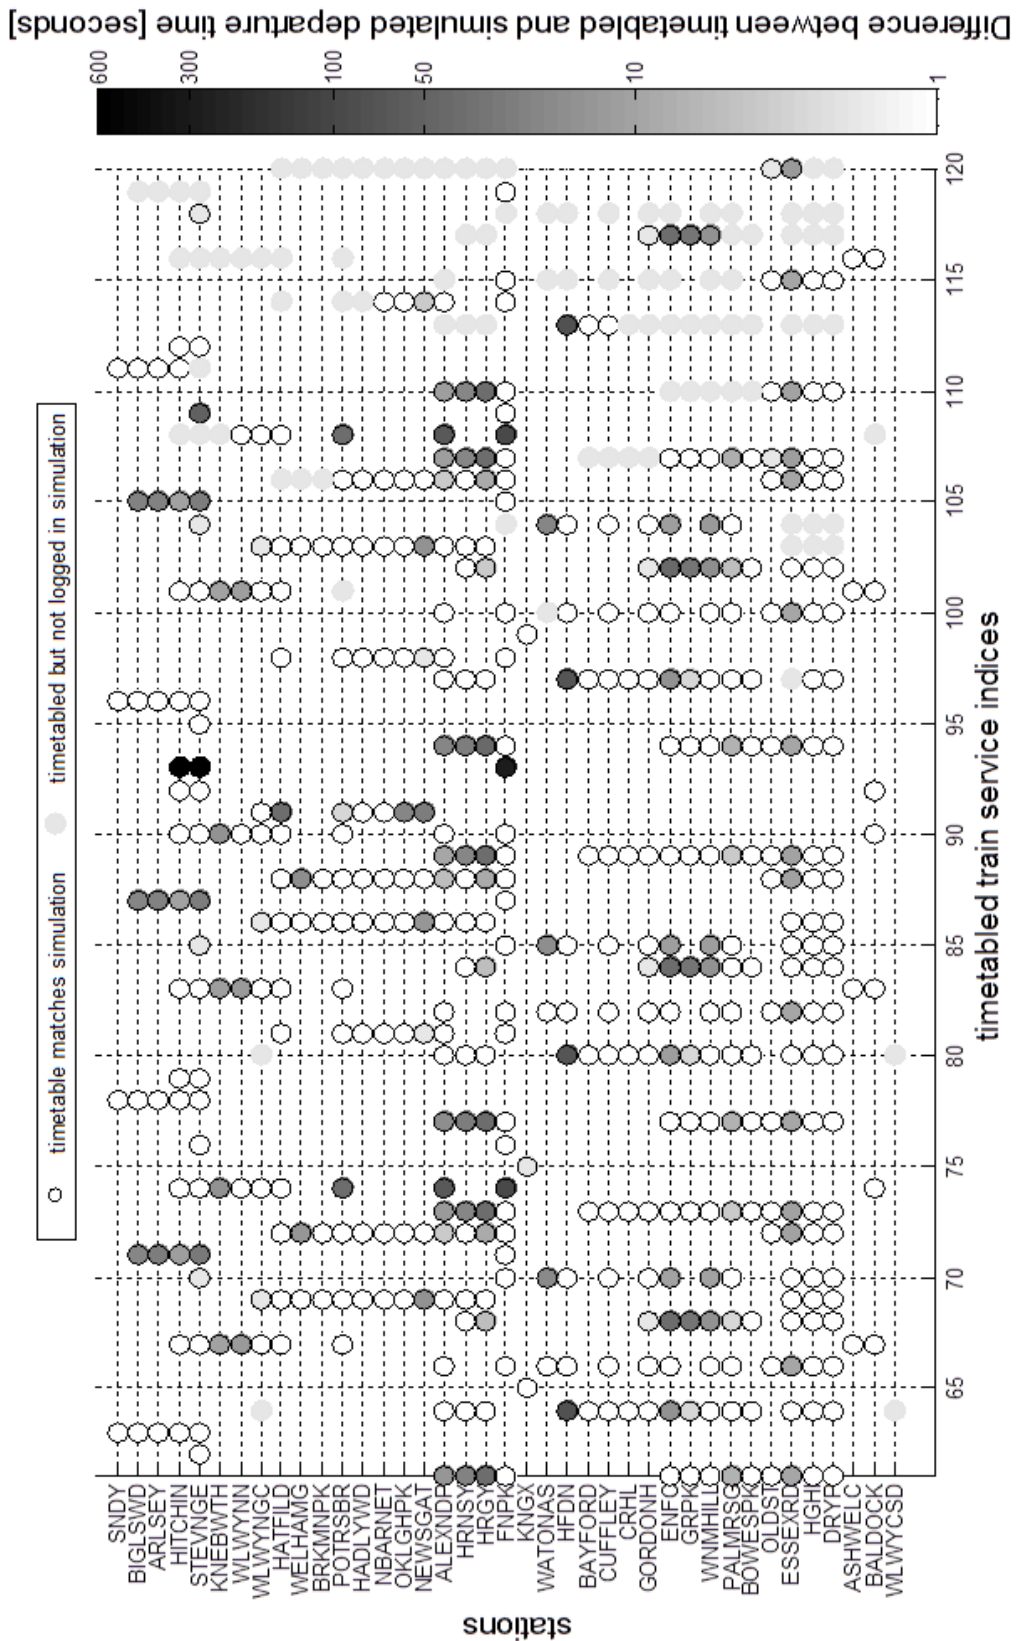 Difference between timetabled and simulated departure time [seconds]
600
300
100
50
10
1
timetable matches simulation
timetabled but not logged in simulation
SNDY
BIGLSWD
ARLSEY
HITCHIN
STEVNGE
KNEBWTH
WLWYNN
WLWYNGC
HATFILD
WELHAMG
BRKMNPK
POTRSBR
HADLYWD
NBARNET
OKLGHPK
NEWSGAT
ALEXNDP
HRNSY
HRGY
FNPK
KNGX
WATONAS
HFDN
BAYFORD
CUFFLEY
CRHL
GORDONH
ENFC
GRPK
WNMHILL
PALMRSG
BOWESPK
OLDST
ESSEXRD
HGHI
DRYP
ASHWELC
BALDOCK
WLWYCSD
stations
65
70
75
80
85
90
95
100
105
110
115
120
timetabled train service indices